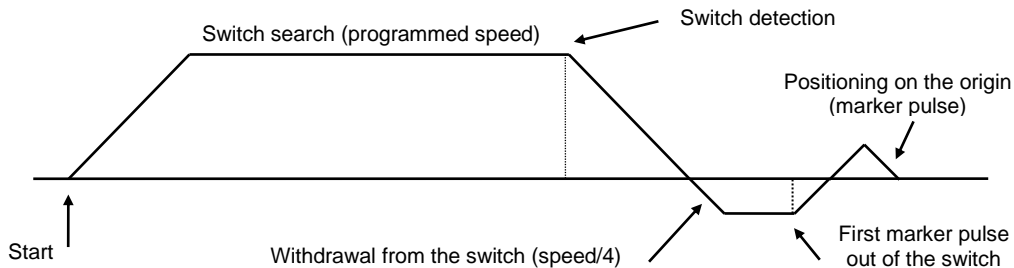 Switch detection
Switch search (programmed speed)
Positioning on the origin
(marker pulse)
Start
Withdrawal from the switch (speed/4)
First marker pulse
out of the switch